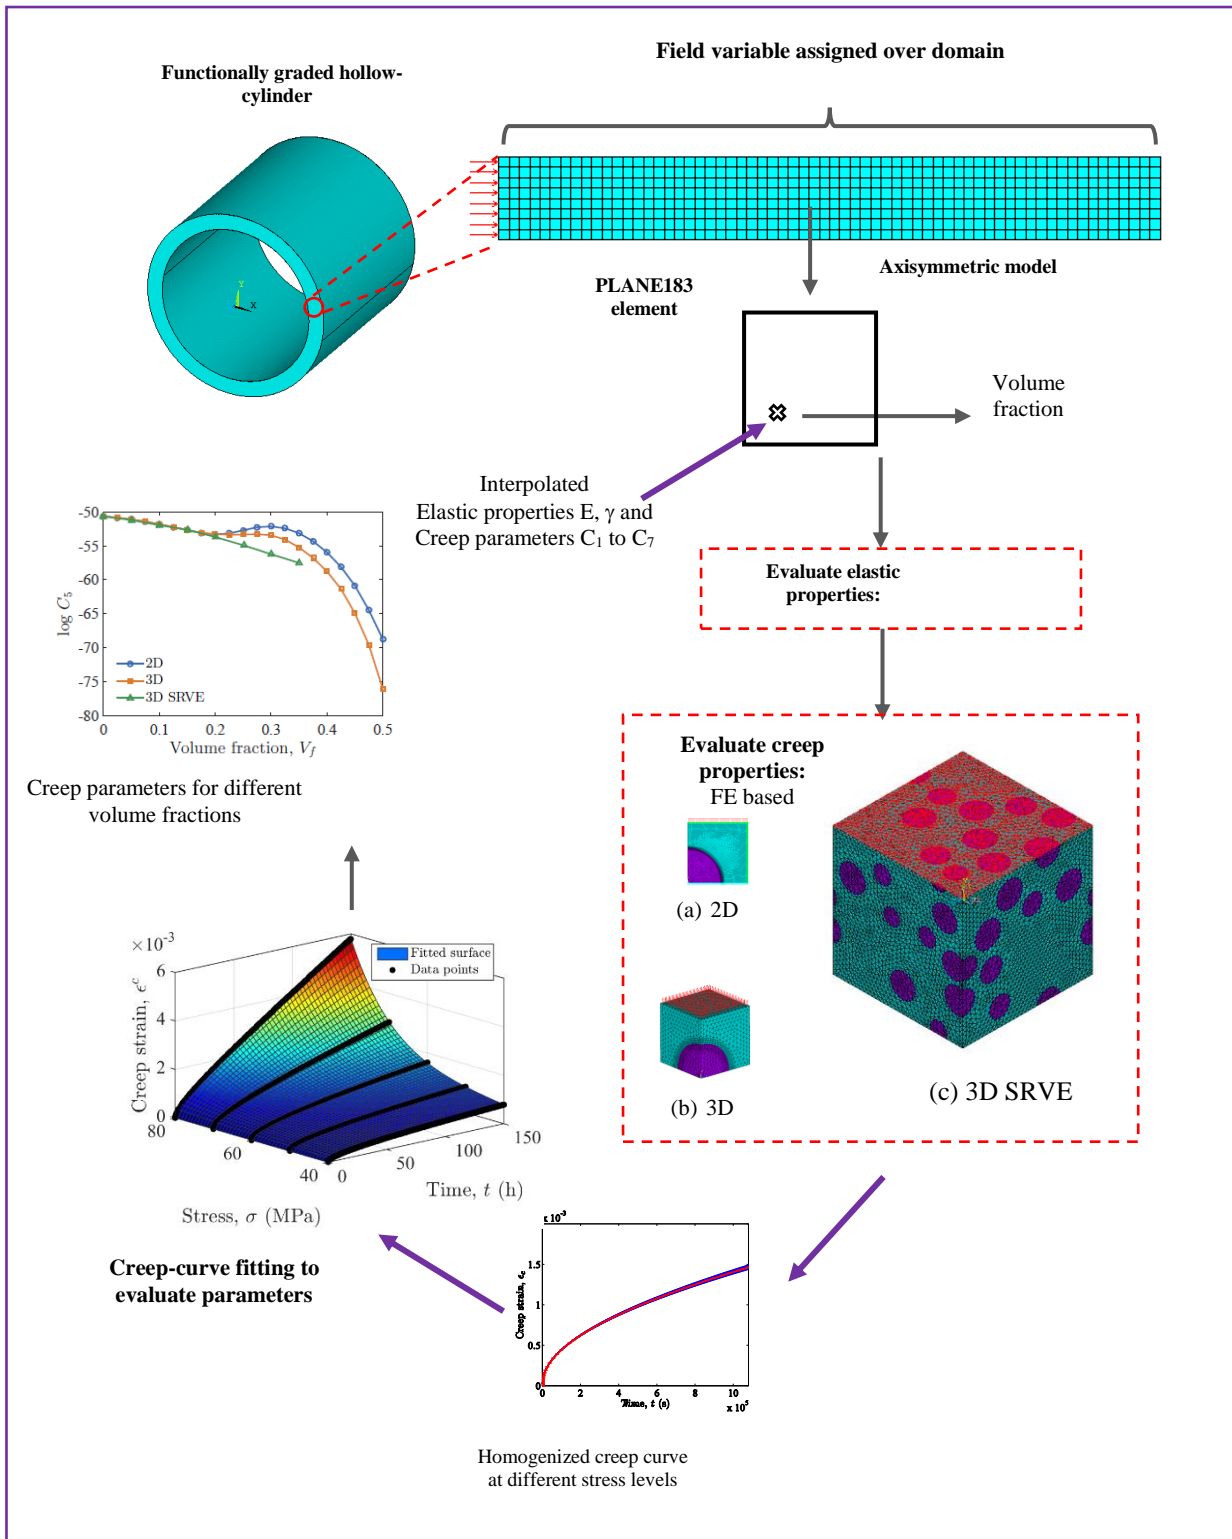 Field variable assigned over domain
Functionally graded hollow-
cylinder
Y
X
Axisymmetric model
PLANE183
element
Volume
fraction
Interpolated
Elastic properties E, γ and
Creep parameters C₁ to C₇
Evaluate elastic
properties:
-50
-55
-60
-65
-70
-75
-80
log C₅
2D
3D
3D SRVE
0
0.1
0.2
0.3
0.4
0.5
Volume fraction, V_f
Creep parameters for different
volume fractions
Evaluate creep
properties:
FE based
(a) 2D
(b) 3D
(c) 3D SRVE
×10⁻³
Fitted surface
Data points
6
4
2
0
Creep strain, ϵᶜ
80
60
40
Stress, σ (MPa)
0
50
100
150
Time, t (h)
Creep-curve fitting to
evaluate parameters
x 10⁻³
1.5
1
0.5
0
Creep strain, ϵ_c
2
4
6
8
10
Time, t (s)
x 10⁵
Homogenized creep curve
at different stress levels